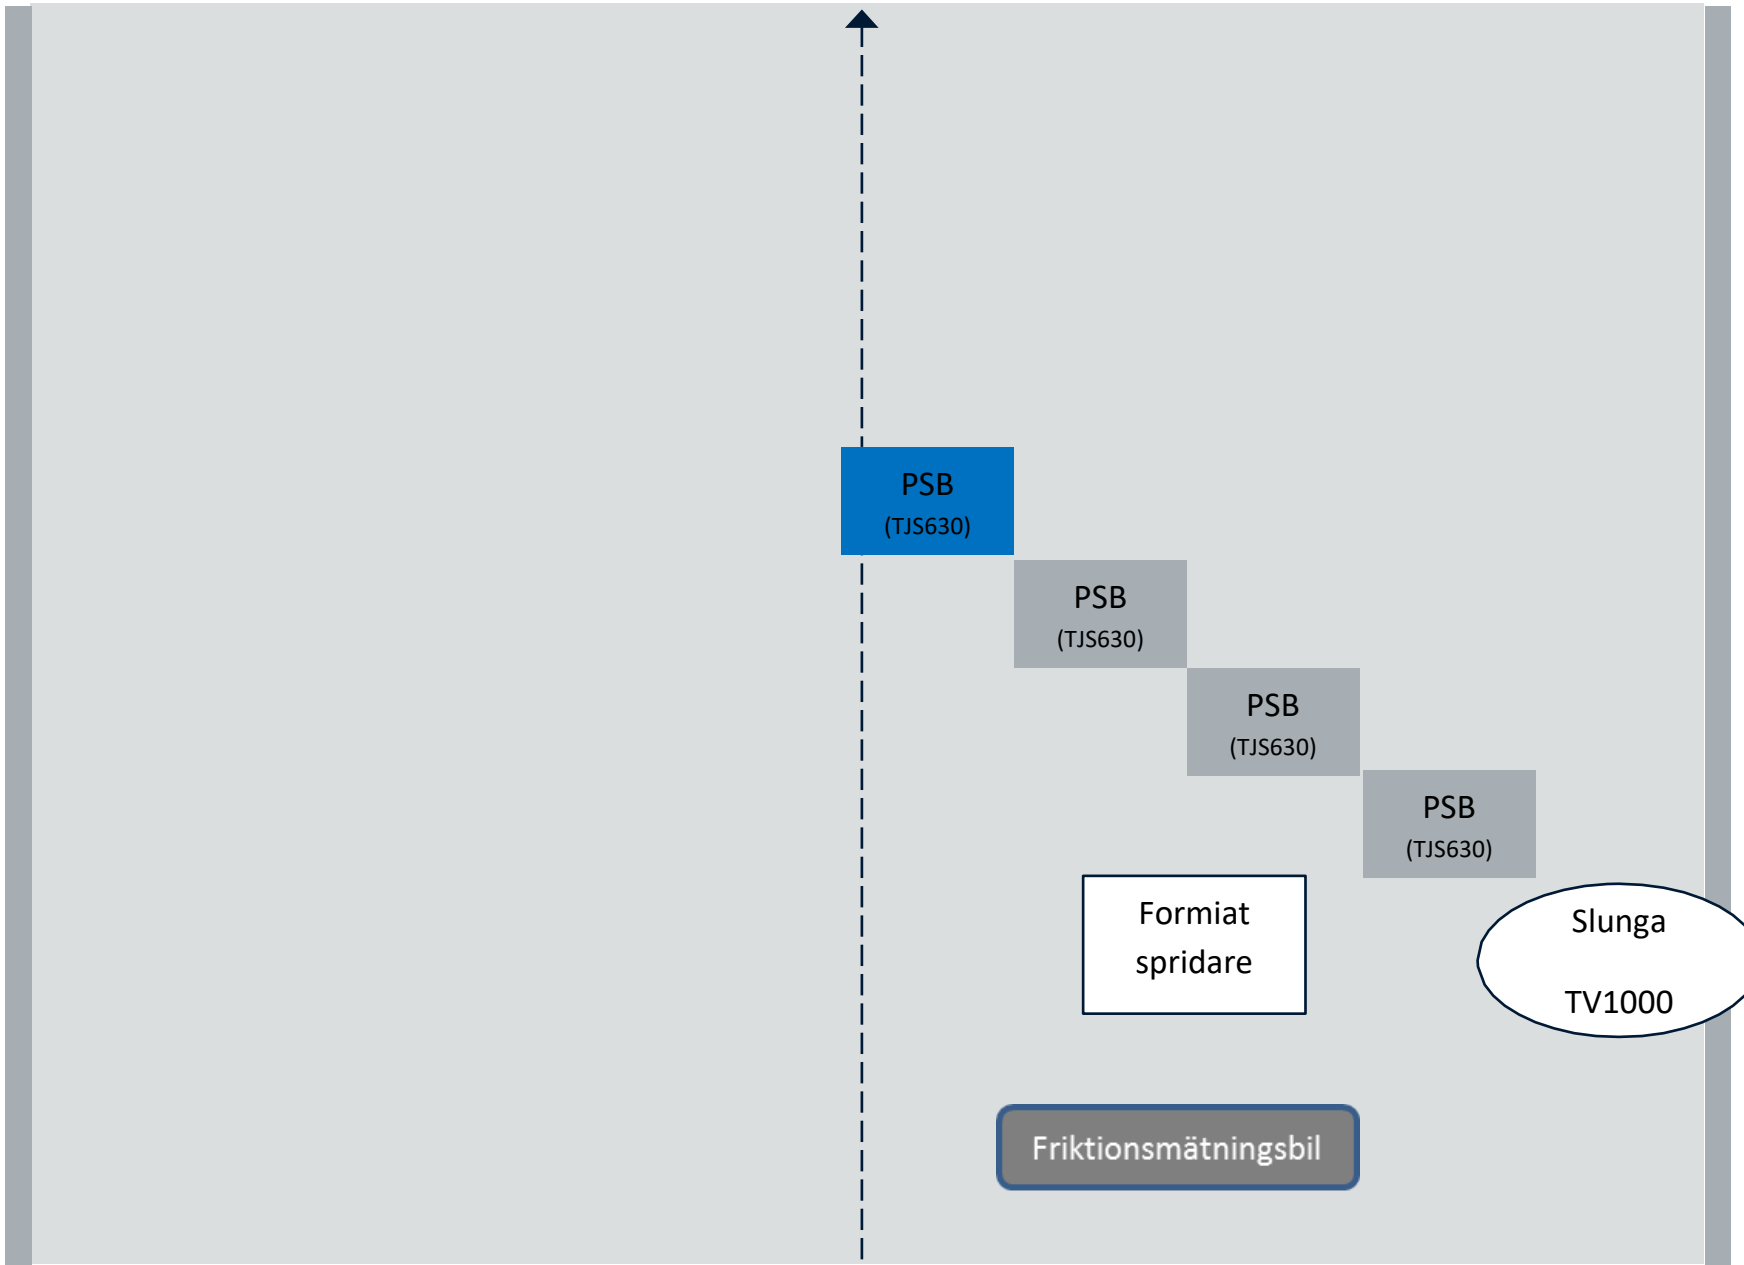 PSB
(TJS630)
PSB
(TJS630)
PSB
(TJS630)
PSB
(TJS630)
Formiat
spridare
Slunga
TV1000
Friktionsmätningsbil